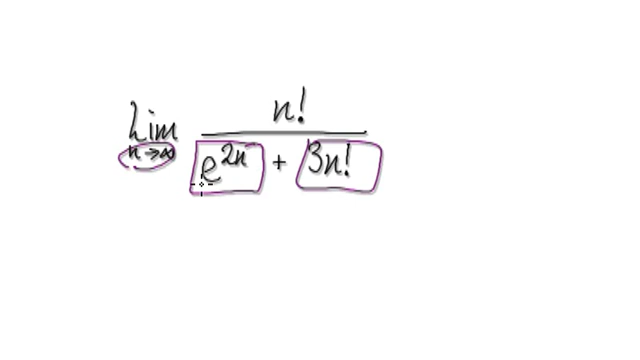 lim n→∞ n! / (e^{2n} + 3n!)